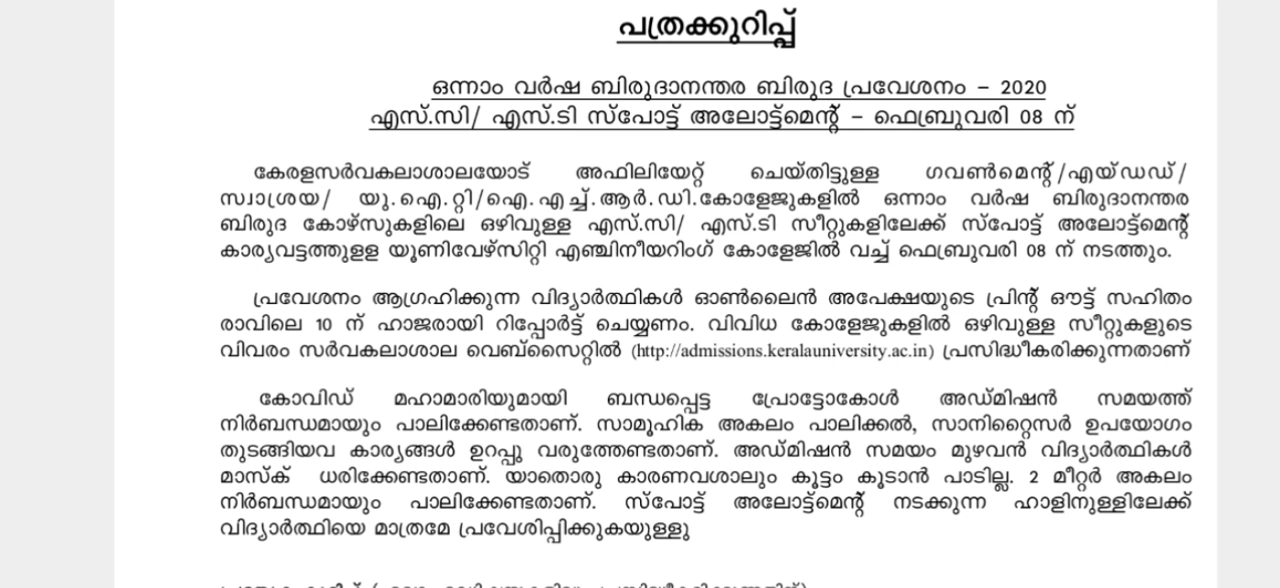 പത്രക്കുറിപ്പ്
ഒന്നാം വർഷ ബിരുദാനന്തര ബിരുദ പ്രവേശനം – 2020
എസ്.സി/ എസ്.ടി സ്പോട്ട് അലോട്ട്മെന്റ് – ഫെബ്രുവരി 08 ന്
കേരളസർവകലാശാലയോട് അഫിലിയേറ്റ് ചെയ്തിട്ടുള്ള ഗവൺമെന്റ്/എയ്ഡഡ്/
സ്വാശ്രയ/ യു.ഐ.റ്റി/ഐ.എച്ച്.ആർ.ഡി.കോളേജുകളിൽ ഒന്നാം വർഷ ബിരുദാനന്തര
ബിരുദ കോഴ്സുകളിലെ ഒഴിവുള്ള എസ്.സി/ എസ്.ടി സീറ്റുകളിലേക്ക് സ്പോട്ട് അലോട്ട്മെന്റ്
കാര്യവട്ടത്തുളള യൂണിവേഴ്സിറ്റി എഞ്ചിനീയറിംഗ് കോളേജിൽ വച്ച് ഫെബ്രുവരി 08 ന് നടത്തും.
പ്രവേശനം ആഗ്രഹിക്കുന്ന വിദ്യാർത്ഥികൾ ഓൺലൈൻ അപേക്ഷയുടെ പ്രിന്റ് ഔട്ട് സഹിതം
രാവിലെ 10 ന് ഹാജരായി റിപ്പോർട്ട് ചെയ്യണം. വിവിധ കോളേജുകളിൽ ഒഴിവുള്ള സീറ്റുകളുടെ
വിവരം സർവകലാശാല വെബ്സൈറ്റിൽ (http://admissions.keralauniversity.ac.in) പ്രസിദ്ധീകരിക്കുന്നതാണ്
കോവിഡ് മഹാമാരിയുമായി ബന്ധപ്പെട്ട പ്രോട്ടോകോൾ അഡ്മിഷൻ സമയത്ത്
നിർബന്ധമായും പാലിക്കേണ്ടതാണ്. സാമൂഹിക അകലം പാലിക്കൽ, സാനിറ്റൈസർ ഉപയോഗം
തുടങ്ങിയവ കാര്യങ്ങൾ ഉറപ്പു വരുത്തേണ്ടതാണ്. അഡ്മിഷൻ സമയം മുഴവൻ വിദ്യാർത്ഥികൾ
മാസ്ക് ധരിക്കേണ്ടതാണ്. യാതൊരു കാരണവശാലും കൂട്ടം കൂടാൻ പാടില്ല. 2 മീറ്റർ അകലം
നിർബന്ധമായും പാലിക്കേണ്ടതാണ്. സ്പോട്ട് അലോട്ട്മെന്റ് നടക്കുന്ന ഹാളിനുള്ളിലേക്ക്
വിദ്യാർത്ഥിയെ മാത്രമേ പ്രവേശിപ്പിക്കുകയുള്ളു